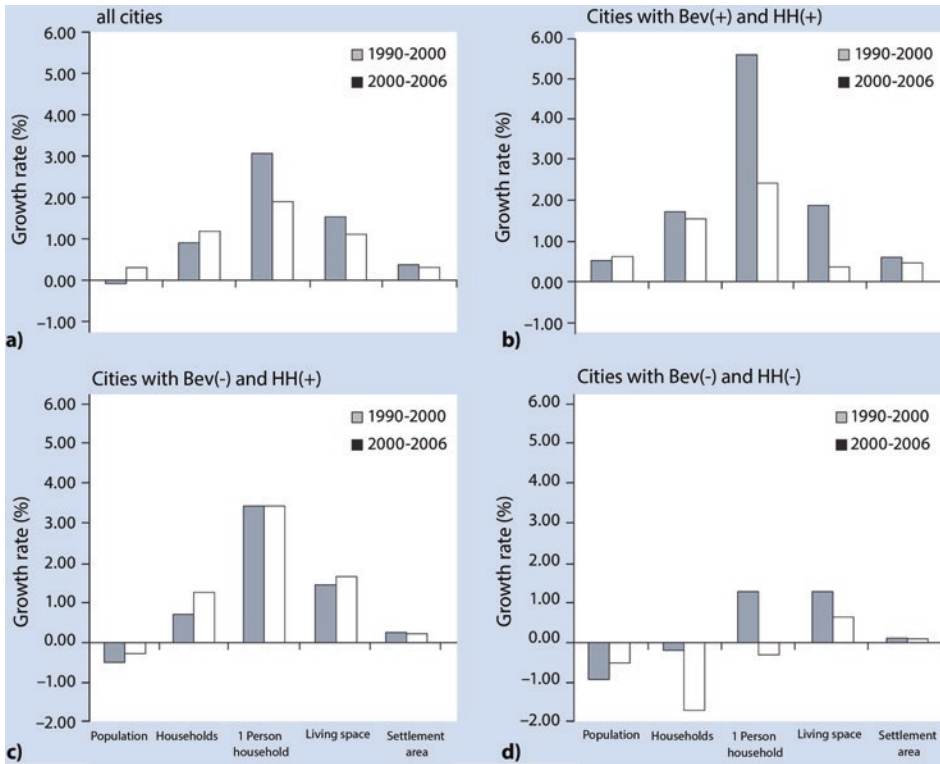 all cities
6.00
5.00
4.00
3.00
2.00
1.00
0.00
–1.00
Growth rate (%)
1990-2000
2000-2006
a)
Cities with Bev(+) and HH(+)
6.00
5.00
4.00
3.00
2.00
1.00
0.00
–1.00
Growth rate (%)
1990-2000
2000-2006
b)
Cities with Bev(-) and HH(+)
6.00
5.00
4.00
3.00
2.00
1.00
0.00
–1.00
–2.00
Growth rate (%)
1990-2000
2000-2006
Population
Households
1 Person
household
Living space
Settlement
area
c)
Cities with Bev(-) and HH(-)
6.00
5.00
4.00
3.00
2.00
1.00
0.00
–1.00
–2.00
Growth rate (%)
1990-2000
2000-2006
Population
Households
1 Person
household
Living space
Settlement
area
d)